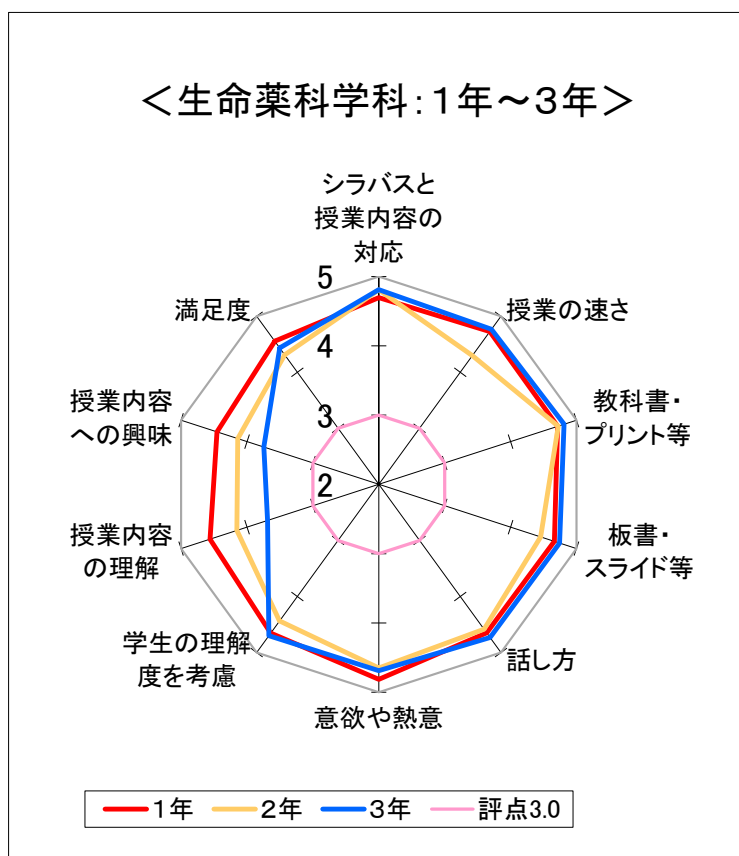 ＜生命薬科学科：１年～３年＞
シラバスと
授業内容の
対応
授業の速さ
教科書・
プリント等
板書・
スライド等
話し方
意欲や熱意
学生の理解
度を考慮
授業内容
の理解
授業内容
への興味
満足度
5
4
3
2
１年
２年
３年
評点3.0